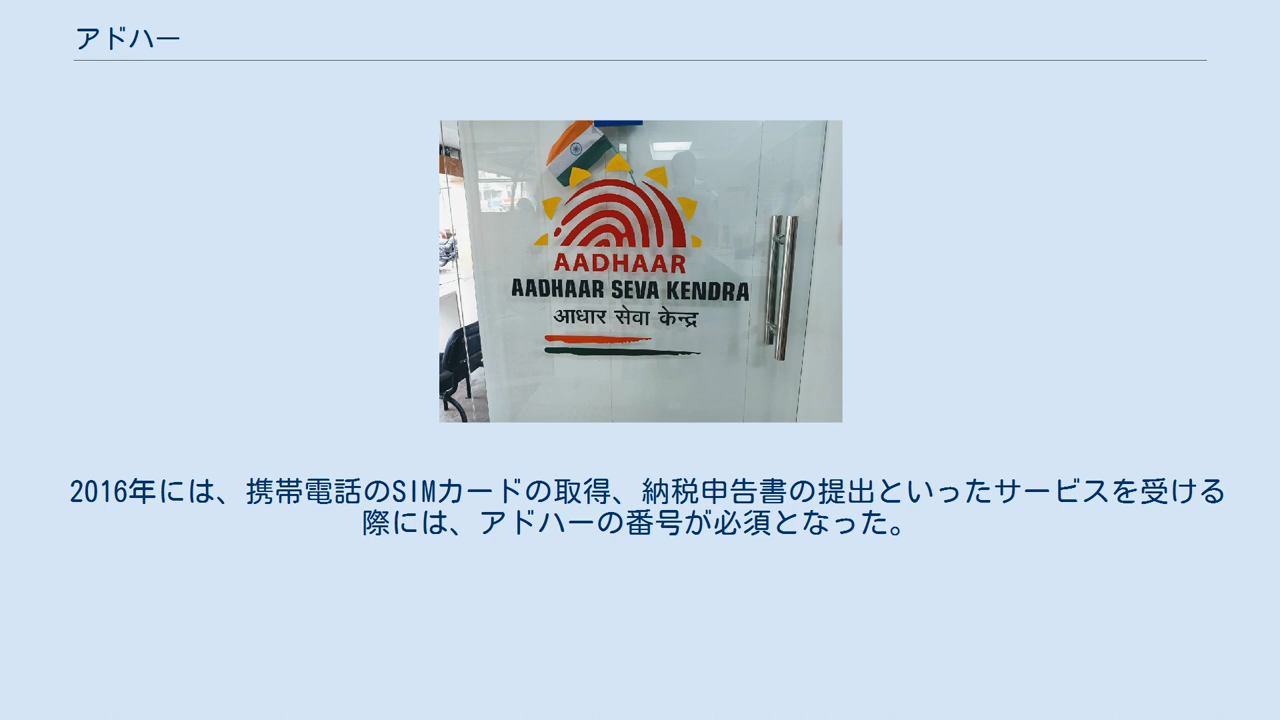 アドハー
AADHAAR
AADHAAR SEVA KENDRA
आधार सेवा केन्द्र
2016年には、携帯電話のSIMカードの取得、納税申告書の提出といったサービスを受ける
際には、アドハーの番号が必須となった。